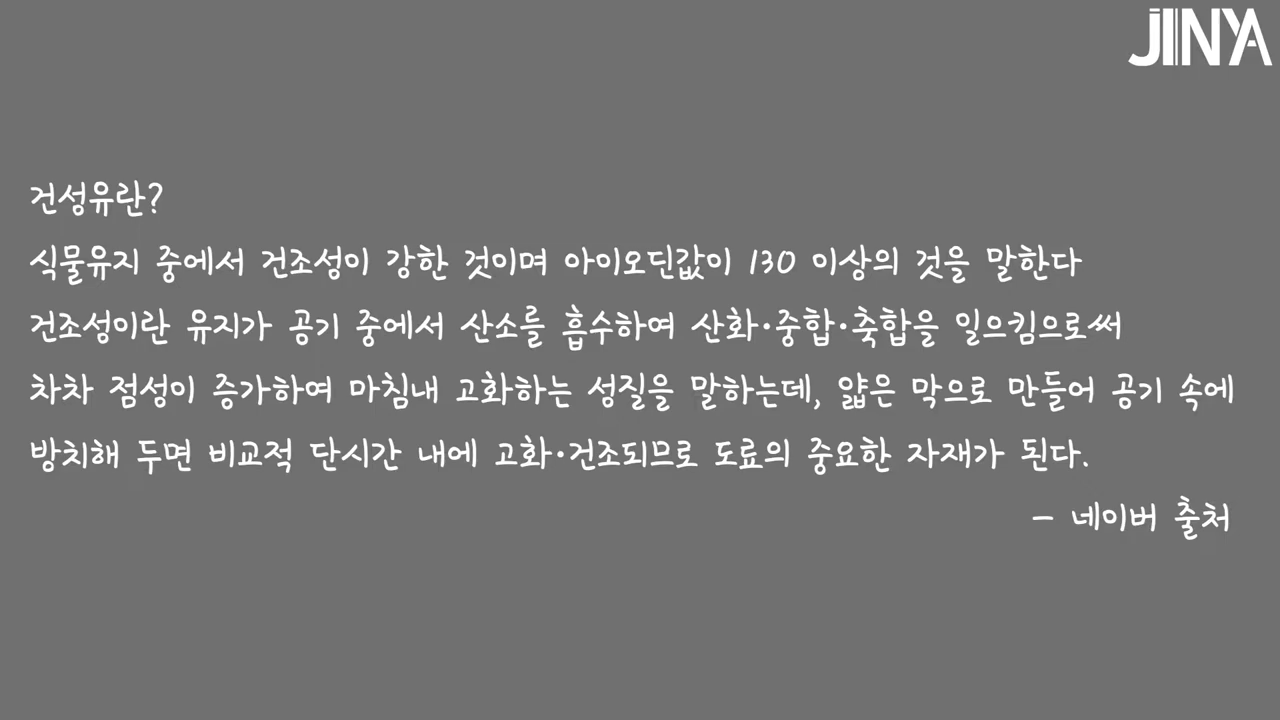 JINYA
건성유란?
식물유지 중에서 건조성이 강한 것이며 아이오딘값이 130 이상의 것을 말한다
건조성이란 유지가 공기 중에서 산소를 흡수하여 산화·중합·축합을 일으킴으로써
차차 점성이 증가하여 마침내 고화하는 성질을 말하는데, 얇은 막으로 만들어 공기 속에
방치해 두면 비교적 단시간 내에 고화·건조되므로 도료의 중요한 자재가 된다.
- 네이버 출처